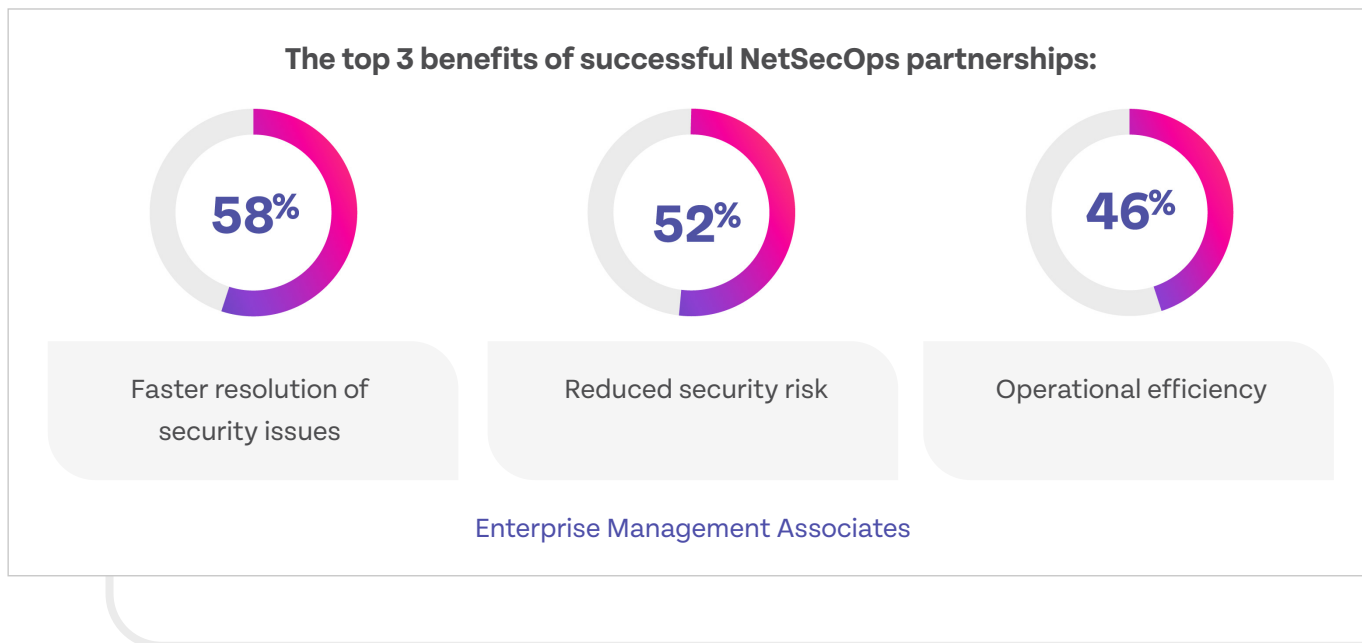 The top 3 benefits of successful NetSecOps partnerships:
58%
52%
46%
Faster resolution of
security issues
Reduced security risk
Operational efficiency
Enterprise Management Associates